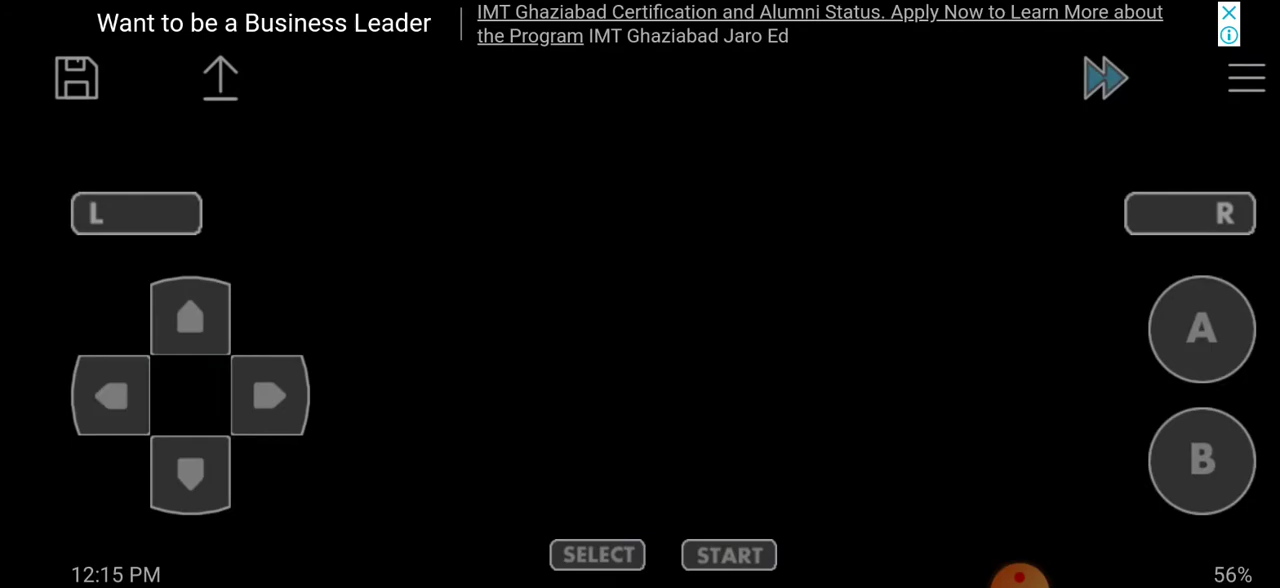 Want to be a Business Leader
IMT Ghaziabad Certification and Alumni Status. Apply Now to Learn More about
the Program IMT Ghaziabad Jaro Ed
L
R
A
B
SELECT
START
12:15 PM
56%